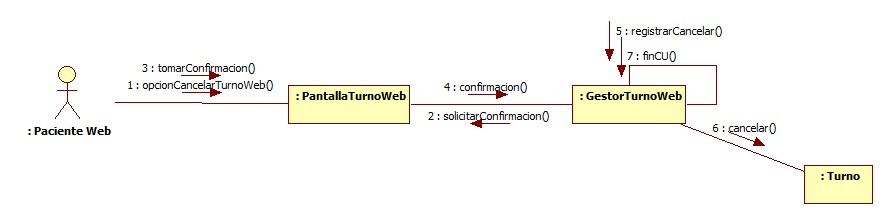 5 : registrarCancelar()
7 : finCU()
3 : tomarConfirmacion()
1 : opcionCancelarTurnoWeb()
4 : confirmacion()
: PantallaTurnoWeb
: GestorTurnoWeb
2 : solicitarConfirmacion()
: Paciente Web
6 : cancelar()
: Turno